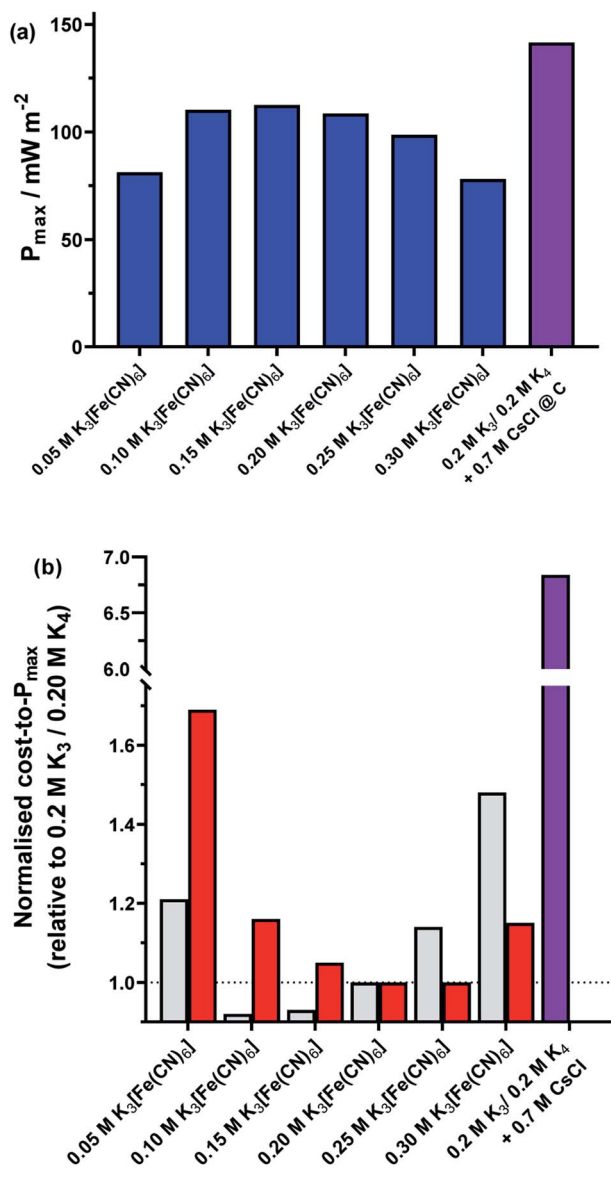 (a)
P_max / mW m⁻²
150
100
50
0
0.05 M K₃[Fe(CN)₆]
0.10 M K₃[Fe(CN)₆]
0.15 M K₃[Fe(CN)₆]
0.20 M K₃[Fe(CN)₆]
0.25 M K₃[Fe(CN)₆]
0.30 M K₃[Fe(CN)₆]
0.2 M K₃/ 0.2 M K₄
+ 0.7 M CsCl @ C
(b)
Normalised cost-to-P_max
(relative to 0.2 M K₃ / 0.20 M K₄)
7.0
6.5
6.0
1.6
1.4
1.2
1.0
0.05 M K₃[Fe(CN)₆]
0.10 M K₃[Fe(CN)₆]
0.15 M K₃[Fe(CN)₆]
0.20 M K₃[Fe(CN)₆]
0.25 M K₃[Fe(CN)₆]
0.30 M K₃[Fe(CN)₆]
0.2 M K₃/ 0.2 M K₄
+ 0.7 M CsCl